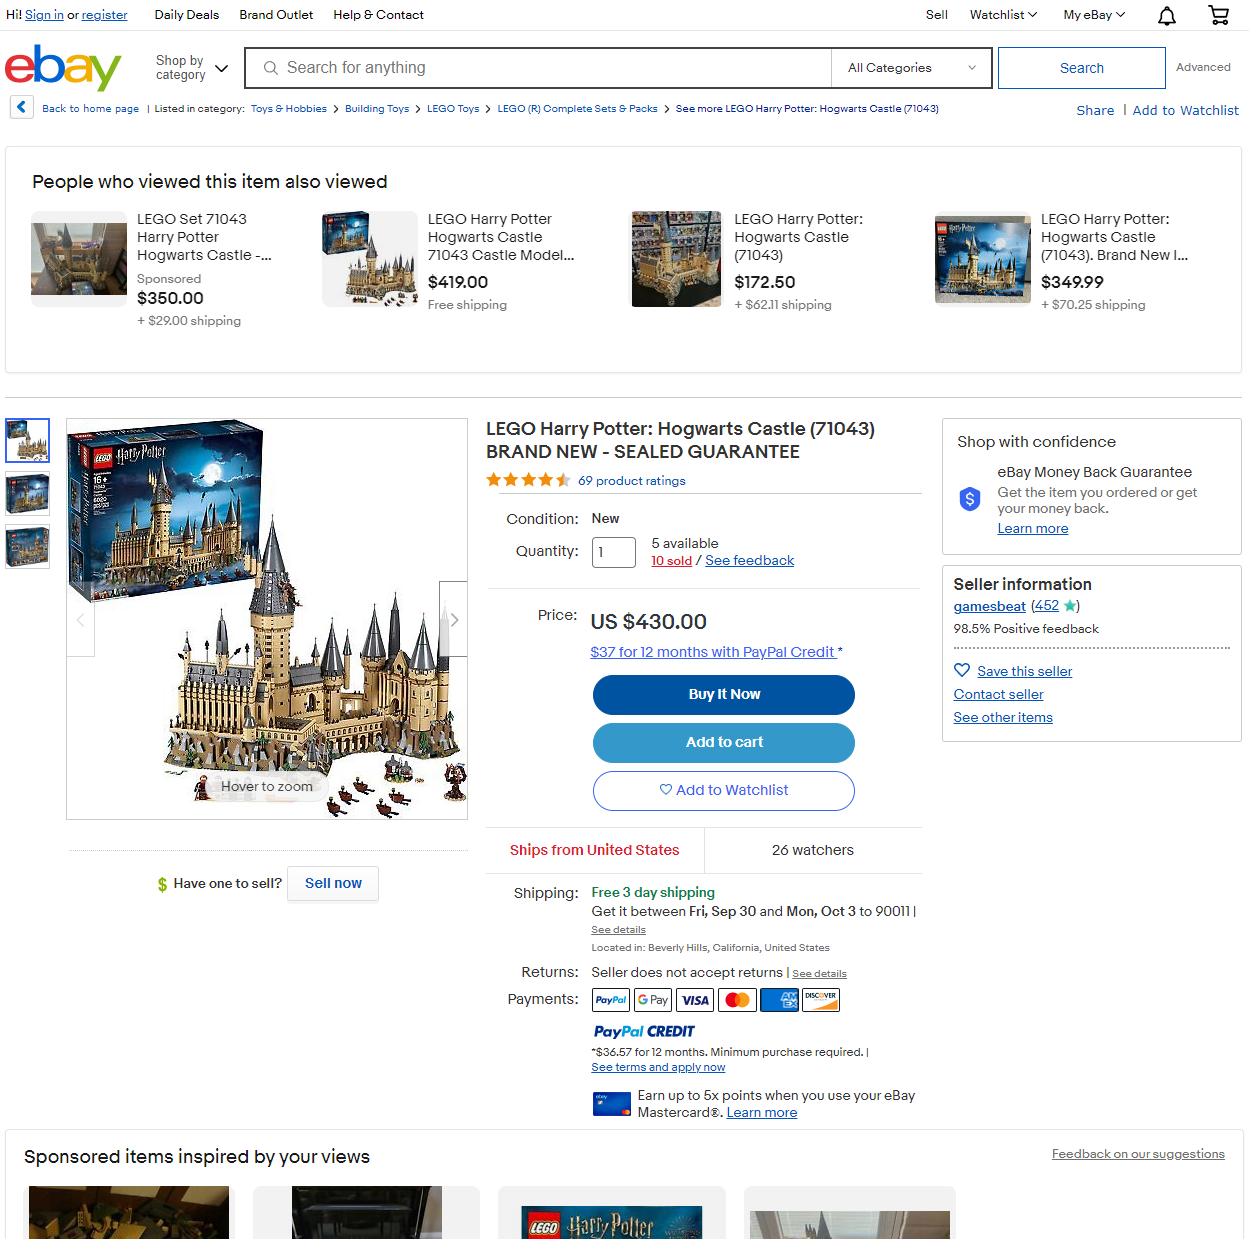 Hi! Sign in or register
Daily Deals
Brand Outlet
Help & Contact
Sell
Watchlist
My eBay
ebay
Shop by
category
Search for anything
All Categories
Search
Advanced
Back to home page | Listed in category: Toys & Hobbies > Building Toys > LEGO Toys > LEGO (R) Complete Sets & Packs > See more LEGO Harry Potter: Hogwarts Castle (71043)
Share | Add to Watchlist
People who viewed this item also viewed
LEGO Set 71043
Harry Potter
Hogwarts Castle -...
Sponsored
$350.00
+ $29.00 shipping
LEGO Harry Potter
Hogwarts Castle
71043 Castle Model...
$419.00
Free shipping
LEGO Harry Potter:
Hogwarts Castle
(71043)
$172.50
+ $62.11 shipping
LEGO Harry Potter:
Hogwarts Castle
(71043). Brand New I...
$349.99
+ $70.25 shipping
LEGO Harry Potter
16+
71043
6020
pcs/pzs
Hover to zoom
$ Have one to sell?
Sell now
LEGO Harry Potter: Hogwarts Castle (71043)
BRAND NEW - SEALED GUARANTEE
69 product ratings
Condition: New
Quantity: 1
5 available
10 sold / See feedback
Price: US $430.00
$37 for 12 months with PayPal Credit *
Buy It Now
Add to cart
Add to Watchlist
Ships from United States
26 watchers
Shipping: Free 3 day shipping
Get it between Fri, Sep 30 and Mon, Oct 3 to 90011 |
See details
Located in: Beverly Hills, California, United States
Returns: Seller does not accept returns | See details
Payments: PayPal G Pay VISA AM EX DISCOVER
PayPal CREDIT
*$36.57 for 12 months. Minimum purchase required. |
See terms and apply now
ebay
Earn up to 5x points when you use your eBay
Mastercard®. Learn more
Shop with confidence
eBay Money Back Guarantee
Get the item you ordered or get
your money back.
Learn more
Seller information
gamesbeat (452)
98.5% Positive feedback
Save this seller
Contact seller
See other items
Sponsored items inspired by your views
Feedback on our suggestions
LEGO Harry Potter